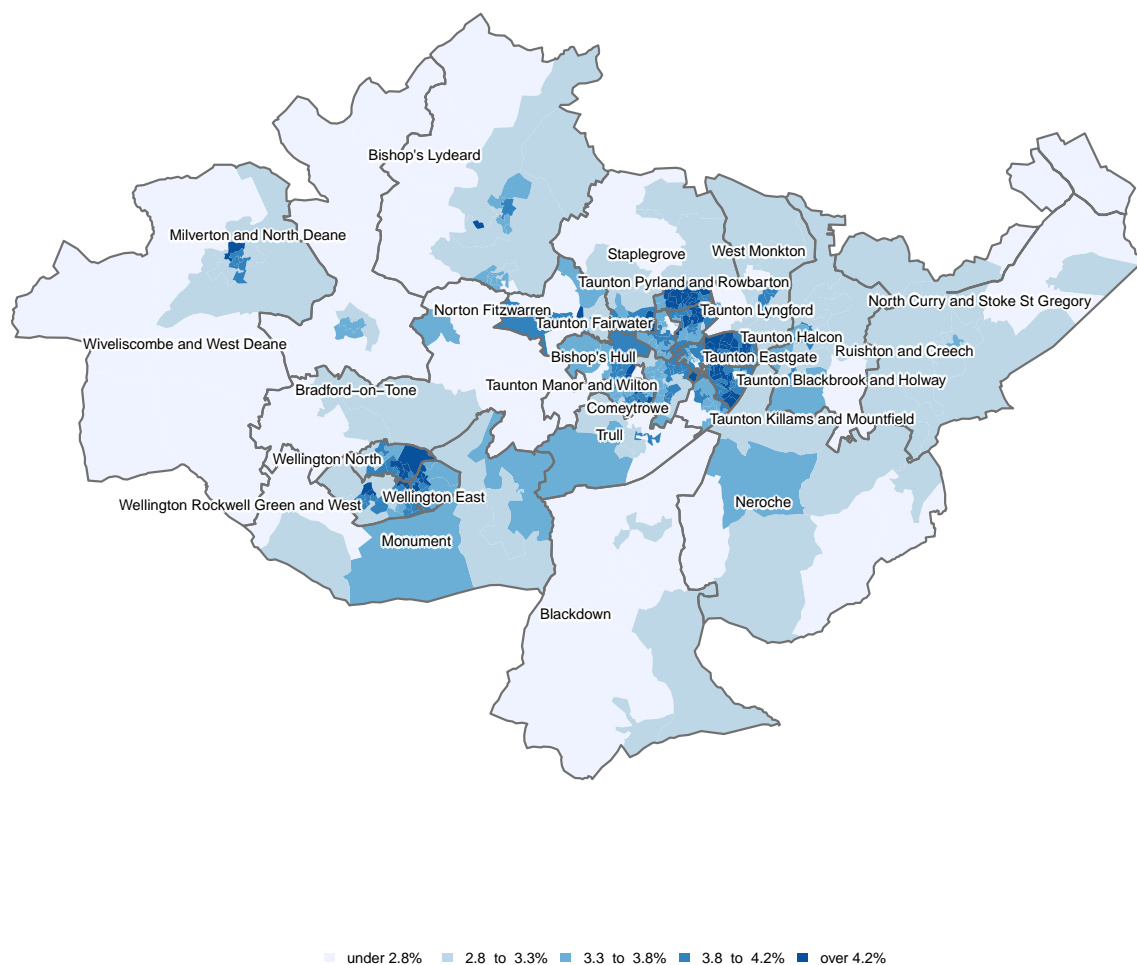 Bishop's Lydeard
Milverton and North Deane
Staplegrove
West Monkton
Taunton Pyrland and Rowbarton
North Curry and Stoke St Gregory
Norton Fitzwarren
Taunton Lyngford
Taunton Fairwater
Taunton Halcon
Wiveliscombe and West Deane
Ruishton and Creech
Bishop's Hull
Taunton Eastgate
Taunton Blackbrook and Holway
Taunton Manor and Wilton
Bradford−on−Tone
Comeytrowe
Taunton Killams and Mountfield
Trull
Wellington North
Wellington East
Neroche
Wellington Rockwell Green and West
Monument
Blackdown
under 2.8% 2.8 to 3.3% 3.3 to 3.8% 3.8 to 4.2% over 4.2%